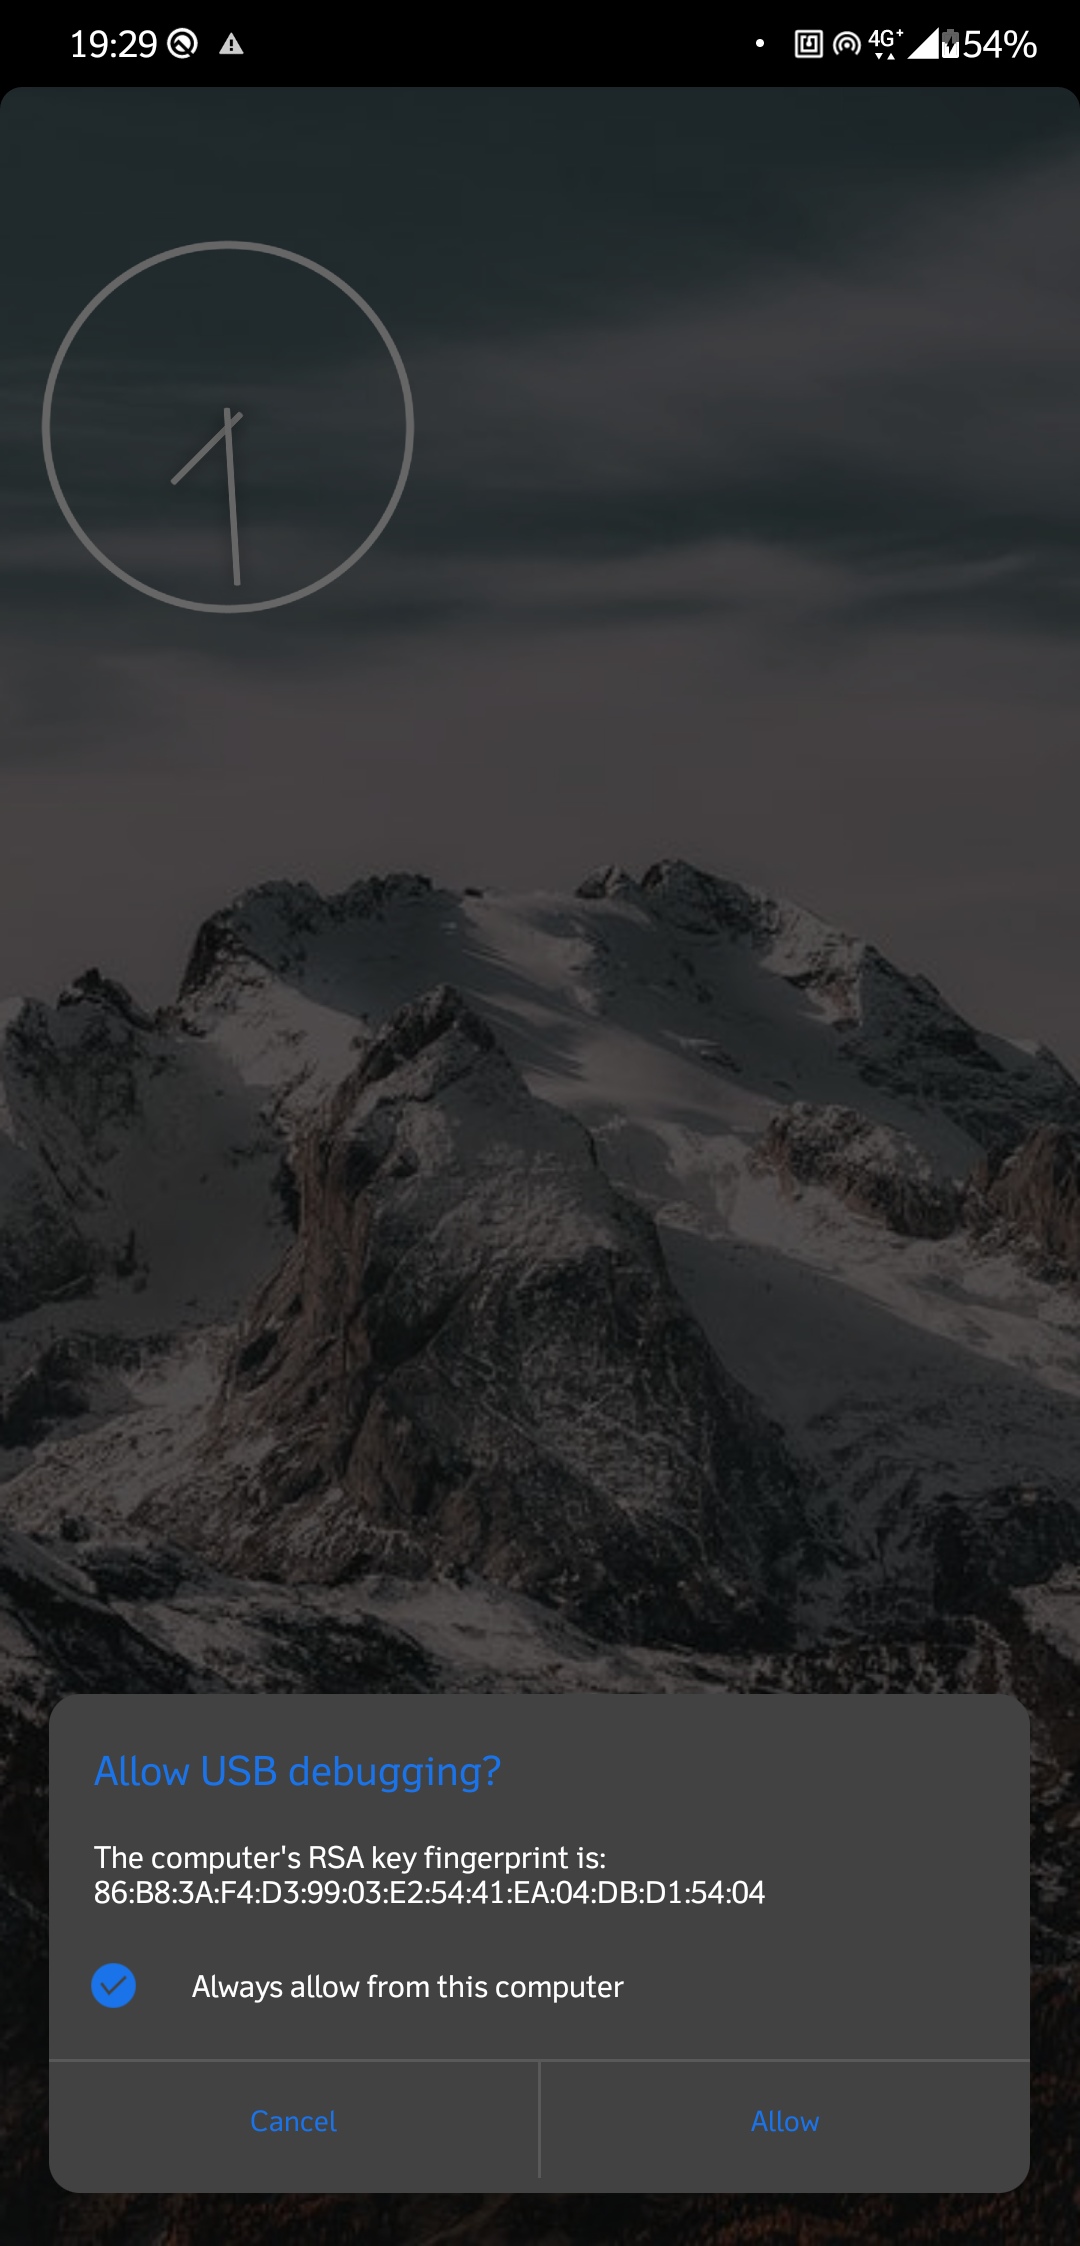 19:29
4G+
54%
Allow USB debugging?
The computer's RSA key fingerprint is:
86:B8:3A:F4:D3:99:03:E2:54:41:EA:04:DB:D1:54:04
Always allow from this computer
Cancel
Allow